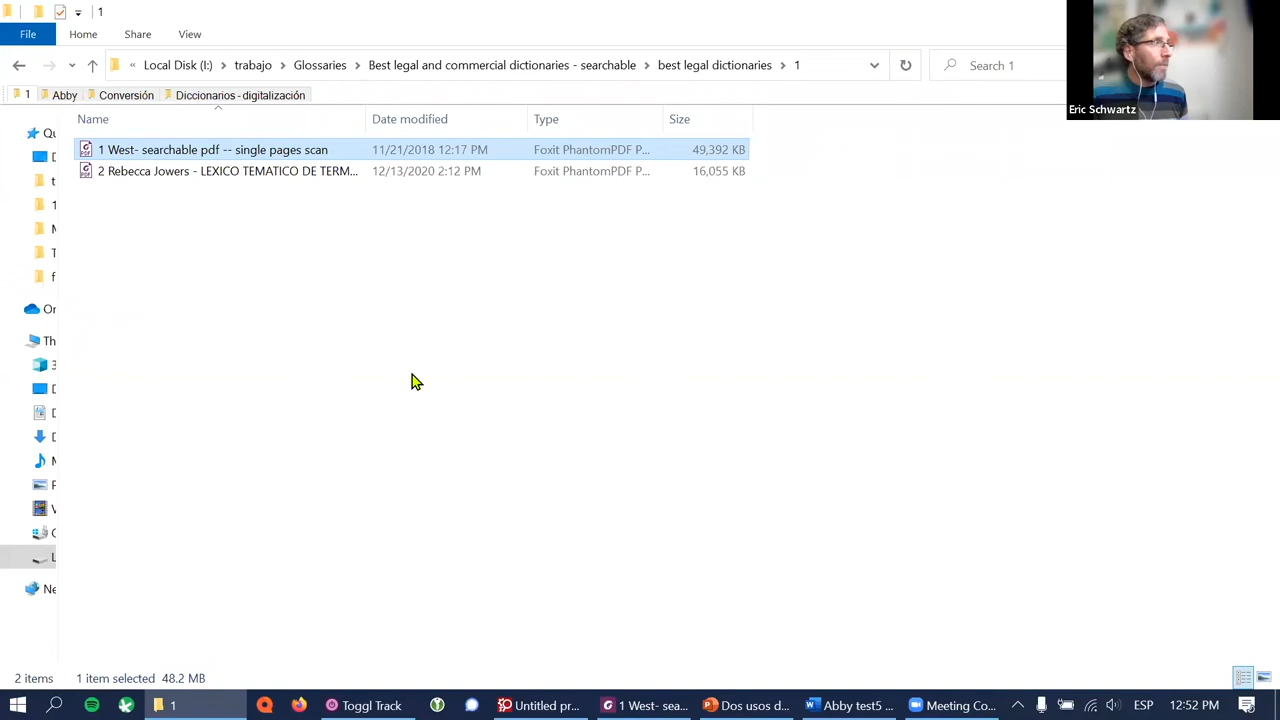 1
File Home Share View
« Local Disk (I:) trabajo Glossaries Best legal and commercial dictionaries - searchable best legal dictionaries 1 Search 1
Eric Schwartz
1 Abby Conversión Diccionarios - digitalización
Name Date modified Type Size
1 West- searchable pdf -- single pages scan 11/21/2018 12:17 PM Foxit PhantomPDF P... 49,392 KB
2 Rebecca Jowers - LEXICO TEMATICO DE TERM... 12/13/2020 2:12 PM Foxit PhantomPDF P... 16,055 KB
2 items 1 item selected 48.2 MB
1 Toggl Track Untitled pr... 1 West- sea... Dos usos d... Abby test5 ... Meeting Co... ESP 12:52 PM